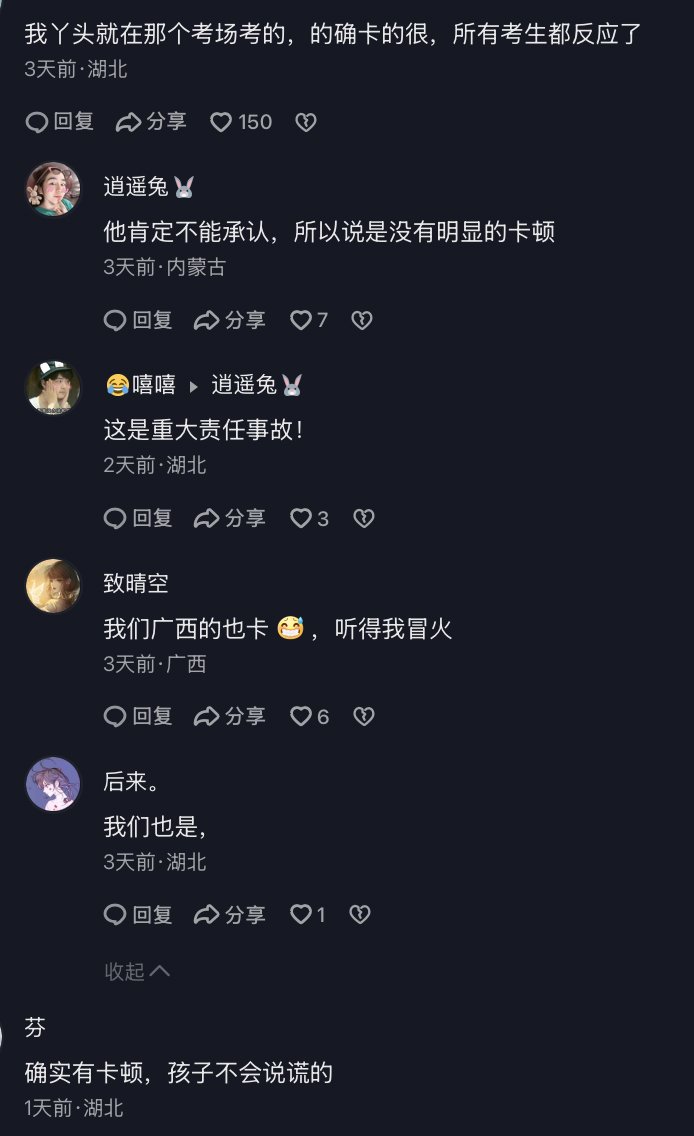 我丫头就在那个考场考的，的确卡的很，所有考生都反应了
3天前·湖北
回复 分享 150
逍遥兔🐰
他肯定不能承认，所以说是没有明显的卡顿
3天前·内蒙古
回复 分享 7
😂嘻嘻 ▸ 逍遥兔🐰
这是重大责任事故！
2天前·湖北
回复 分享 3
致晴空
我们广西的也卡😅，听得我冒火
3天前·广西
回复 分享 6
后来。
我们也是，
3天前·湖北
回复 分享 1
收起
芬
确实有卡顿，孩子不会说谎的
1天前·湖北